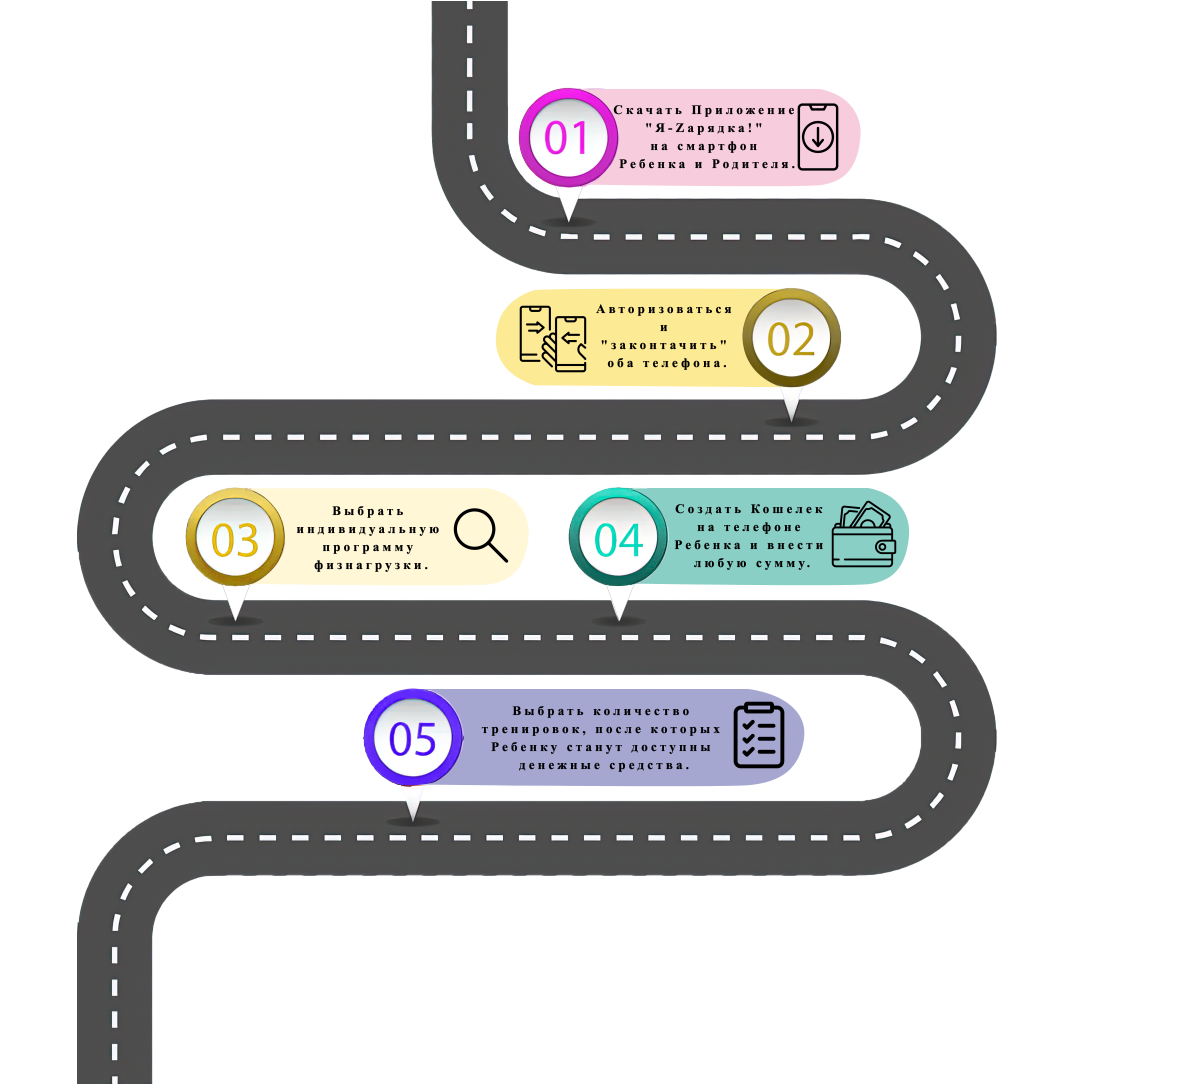 01
Скачать Приложение
"Я-Zарядка!"
на смартфон
Ребенка и Родителя.
Авторизоваться
и
"законтачить"
оба телефона.
02
03
Выбрать
индивидуальную
программу
физнагрузки.
04
Создать Кошелек
на телефоне
Ребенка и внести
любую сумму.
05
Выбрать количество
тренировок, после которых
Ребенку станут доступны
денежные средства.